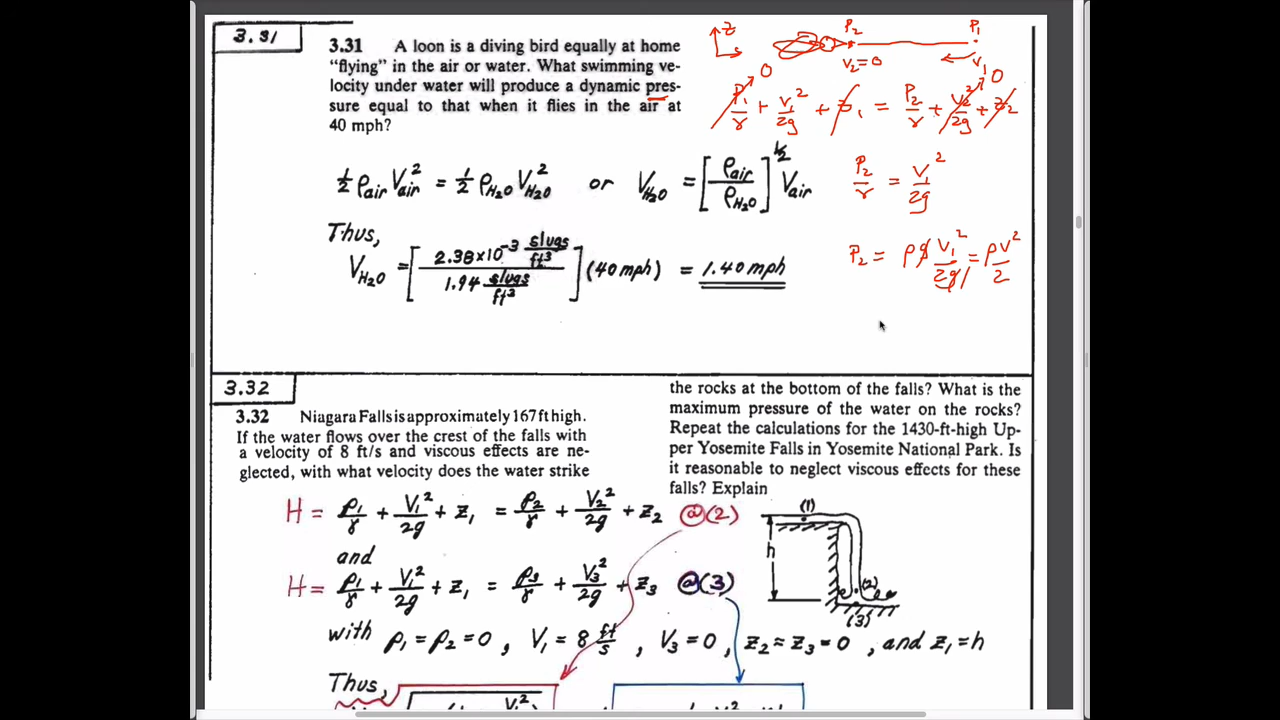 3.31
3.31 A loon is a diving bird equally at home
"flying" in the air or water. What swimming ve-
locity under water will produce a dynamic pres-
sure equal to that when it flies in the air at
40 mph?
z P₂ P₁
V₂=0 V₁
P₁/γ + V₁²/2g + z₁ = P₂/γ + V₂²/2g + z₂
0 0
½ ρair Vair² = ½ ρH₂O VH₂O² or VH₂O = [ρair/ρH₂O]^½ Vair
P₂/γ = V₁²/2g
Thus,
VH₂O = [2.38×10⁻³ slugs/ft³ / 1.94 slugs/ft³] (40 mph) = 1.40 mph
P₂ = ρg V₁²/2g = ρV²/2
3.32
3.32 Niagara Falls is approximately 167 ft high.
If the water flows over the crest of the falls with
a velocity of 8 ft/s and viscous effects are ne-
glected, with what velocity does the water strike
the rocks at the bottom of the falls? What is the
maximum pressure of the water on the rocks?
Repeat the calculations for the 1430-ft-high Up-
per Yosemite Falls in Yosemite National Park. Is
it reasonable to neglect viscous effects for these
falls? Explain
H = p₁/γ + V₁²/2g + z₁ = p₂/γ + V₂²/2g + z₂ @(2)
and
H = p₁/γ + V₁²/2g + z₁ = p₃/γ + V₃²/2g + z₃ @(3)
(1)
h
(2)
(3)
with p₁ = p₂ = 0 , V₁ = 8 ft/s , V₃ = 0 , z₂ ≈ z₃ = 0 , and z₁ = h
Thus,